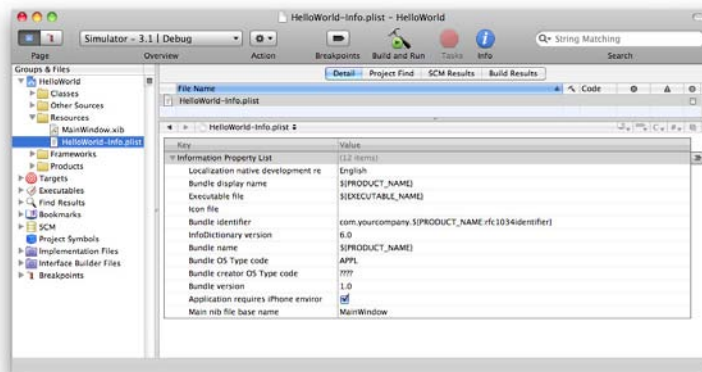 HelloWorld-Info.plist - HelloWorld
Simulator - 3.1 | Debug
String Matching
Page
Overview
Action
Breakpoints
Build and Run
Tasks
Info
Search
Groups & Files
HelloWorld
Classes
Other Sources
Resources
MainWindow.xib
HelloWorld-Info.plist
Frameworks
Products
Targets
Executables
Find Results
Bookmarks
SCM
Project Symbols
Implementation Files
Interface Builder Files
Breakpoints
Detail Project Find SCM Results Build Results
File Name Code
HelloWorld-Info.plist
HelloWorld-Info.plist
Key Value
Information Property List (12 items)
Localization native development re English
Bundle display name ${PRODUCT_NAME}
Executable file ${EXECUTABLE_NAME}
Icon file
Bundle identifier com.yourcompany.${PRODUCT_NAME:rfc1034identifier}
InfoDictionary version 6.0
Bundle name ${PRODUCT_NAME}
Bundle OS Type code APPL
Bundle creator OS Type code ????
Bundle version 1.0
Application requires iPhone environ
Main nib file base name MainWindow